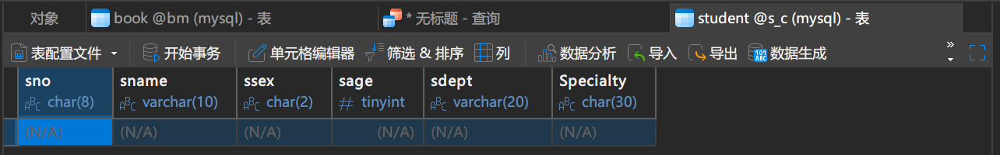 对象 book @bm (mysql) - 表 * 无标题 - 查询 student @s_c (mysql) - 表
表配置文件 开始事务 单元格编辑器 筛选 & 排序 列 数据分析 导入 导出 数据生成 »
sno sname ssex sage sdept Specialty
char(8) varchar(10) char(2) # tinyint varchar(20) char(30)
(N/A) (N/A) (N/A) (N/A) (N/A) (N/A)